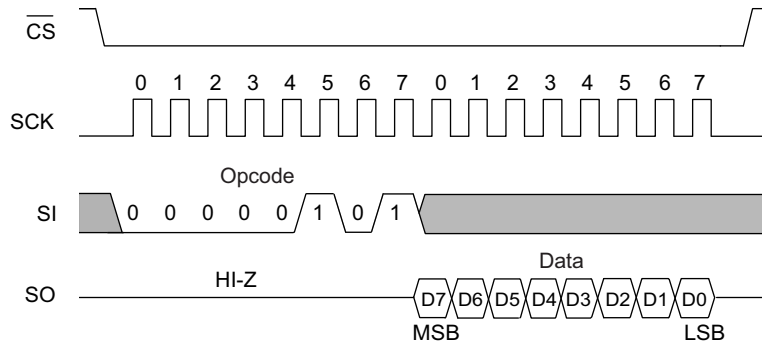 CS
0 1 2 3 4 5 6 7 0 1 2 3 4 5 6 7
SCK
Opcode
SI 0 0 0 0 0 1 0 1
Data
HI-Z
SO D7 D6 D5 D4 D3 D2 D1 D0
MSB LSB